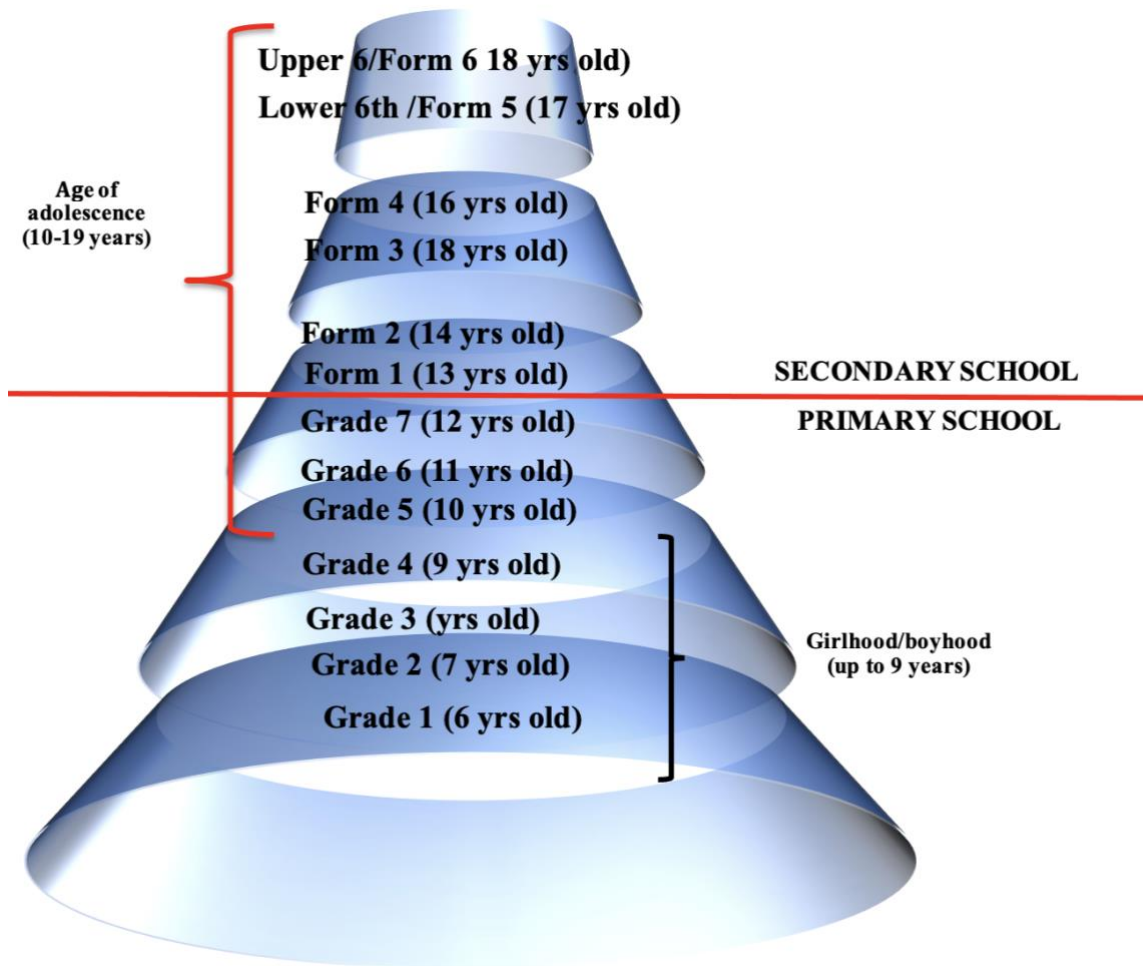 Upper 6/Form 6 18 yrs old)
Lower 6th /Form 5 (17 yrs old)
Age of
adolescence
(10-19 years)
Form 4 (16 yrs old)
Form 3 (18 yrs old)
Form 2 (14 yrs old)
Form 1 (13 yrs old)
SECONDARY SCHOOL
PRIMARY SCHOOL
Grade 7 (12 yrs old)
Grade 6 (11 yrs old)
Grade 5 (10 yrs old)
Grade 4 (9 yrs old)
Grade 3 (yrs old)
Grade 2 (7 yrs old)
Grade 1 (6 yrs old)
Girlhood/boyhood
(up to 9 years)